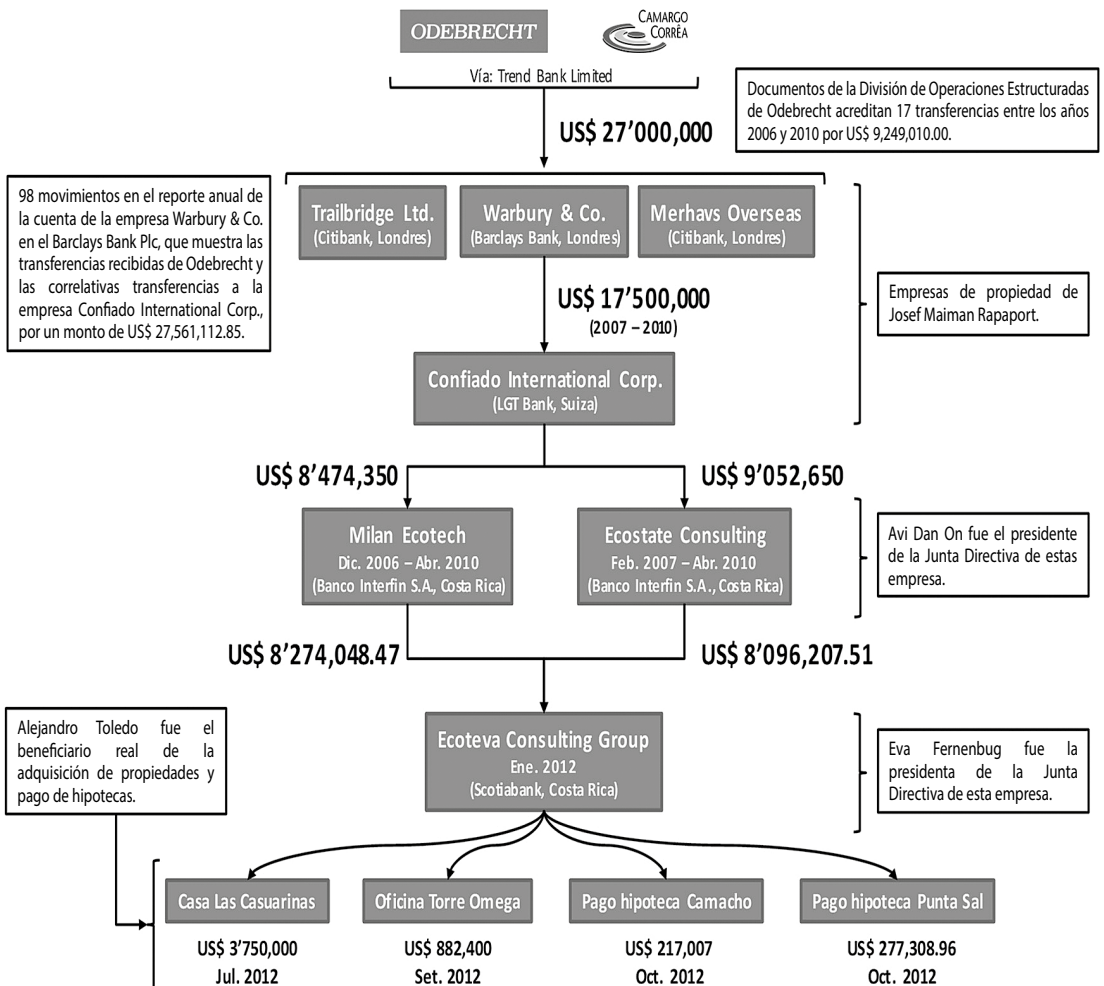 ODEBRECHT
CAMARGO
CORRÊA
Vía: Trend Bank Limited
US$ 27’000,000
Documentos de la División de Operaciones Estructuradas
de Odebrecht acreditan 17 transferencias entre los años
2006 y 2010 por US$ 9,249,010.00.
98 movimientos en el reporte anual de
la cuenta de la empresa Warbury & Co.
en el Barclays Bank Plc, que muestra las
transferencias recibidas de Odebrecht y
las correlativas transferencias a la
empresa Confiado International Corp.,
por un monto de US$ 27,561,112.85.
Trailbridge Ltd.
(Citibank, Londres)
Warbury & Co.
(Barclays Bank, Londres)
Merhavs Overseas
(Citibank, Londres)
US$ 17’500,000
(2007 – 2010)
Empresas de propiedad de
Josef Maiman Rapaport.
Confiado International Corp.
(LGT Bank, Suiza)
US$ 8’474,350
US$ 9’052,650
Milan Ecotech
Dic. 2006 – Abr. 2010
(Banco Interfin S.A., Costa Rica)
Ecostate Consulting
Feb. 2007 – Abr. 2010
(Banco Interfin S.A., Costa Rica)
Avi Dan On fue el presidente
de la Junta Directiva de estas
empresa.
US$ 8’274,048.47
US$ 8’096,207.51
Alejandro Toledo fue el
beneficiario real de la
adquisición de propiedades y
pago de hipotecas.
Ecoteva Consulting Group
Ene. 2012
(Scotiabank, Costa Rica)
Eva Fernenbug fue la
presidenta de la Junta
Directiva de esta empresa.
Casa Las Casuarinas
US$ 3’750,000
Jul. 2012
Oficina Torre Omega
US$ 882,400
Set. 2012
Pago hipoteca Camacho
US$ 217,007
Oct. 2012
Pago hipoteca Punta Sal
US$ 277,308.96
Oct. 2012